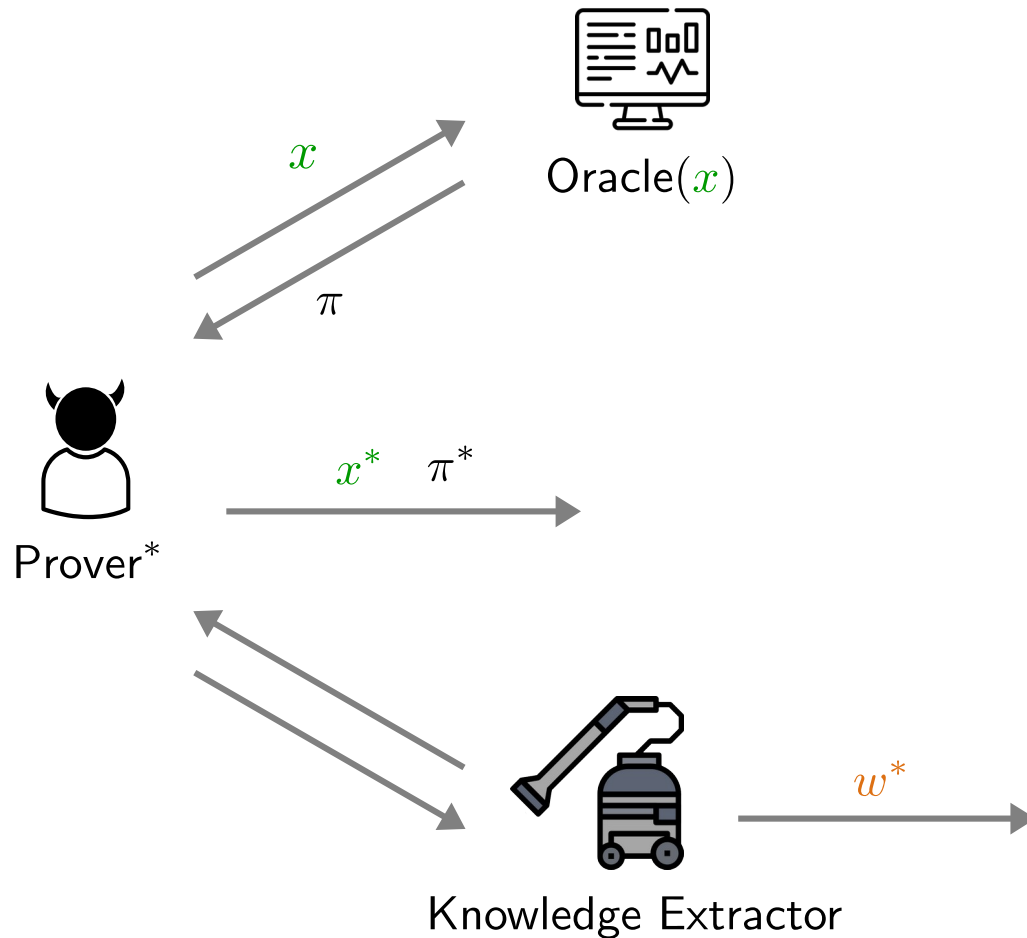 x
Oracle(x)
π
x* π*
Prover*
w*
Knowledge Extractor